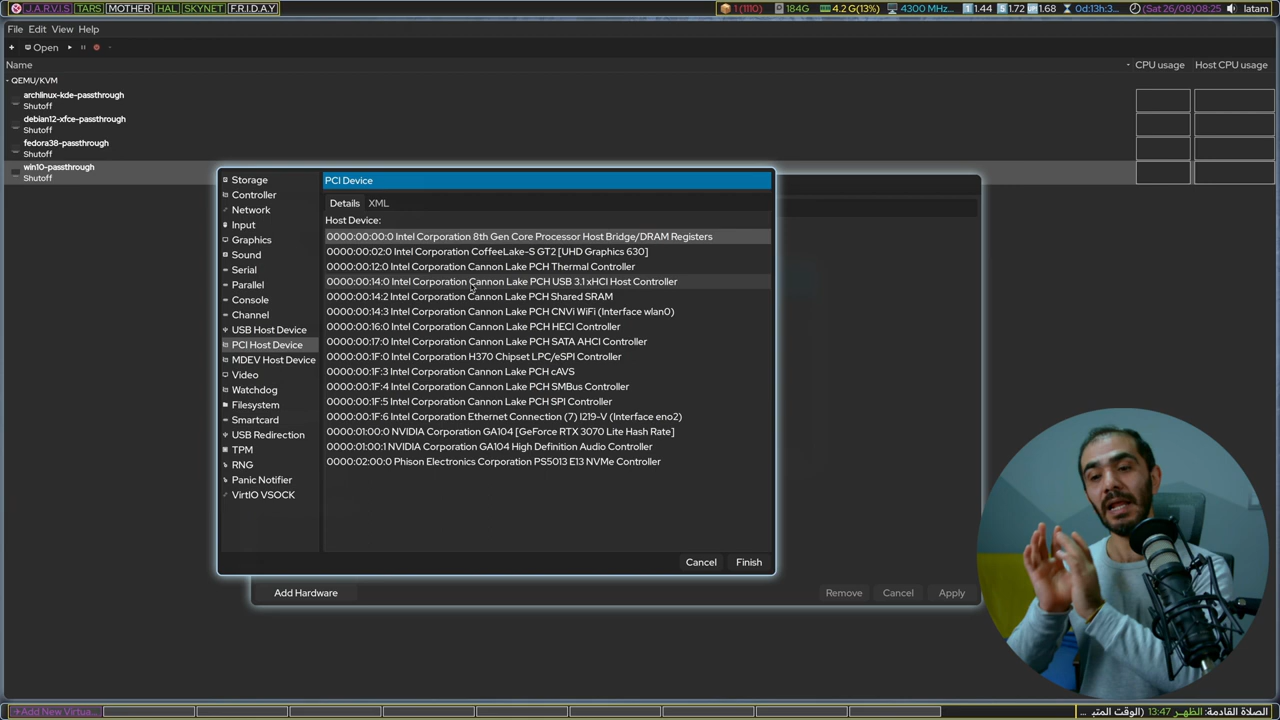 J.A.R.V.I.S TARS MOTHER HAL SKYNET F.R.I.D.A.Y 1 (1110) 184G 4.2 G(13%) 4300 MHz... 1 1.44 5 1.72 1.68 0d:13h:3... (Sat 26/08)08:25 latam
File Edit View Help
Open
Name CPU usage Host CPU usage
QEMU/KVM
archlinux-kde-passthrough
Shutoff
debian12-xfce-passthrough
Shutoff
fedora38-passthrough
Shutoff
win10-passthrough
Shutoff
Storage
Controller
Network
Input
Graphics
Sound
Serial
Parallel
Console
Channel
USB Host Device
PCI Host Device
MDEV Host Device
Video
Watchdog
Filesystem
Smartcard
USB Redirection
TPM
RNG
Panic Notifier
VirtIO VSOCK
PCI Device
Details XML
Host Device:
0000:00:00:0 Intel Corporation 8th Gen Core Processor Host Bridge/DRAM Registers
0000:00:02:0 Intel Corporation CoffeeLake-S GT2 [UHD Graphics 630]
0000:00:12:0 Intel Corporation Cannon Lake PCH Thermal Controller
0000:00:14:0 Intel Corporation Cannon Lake PCH USB 3.1 xHCI Host Controller
0000:00:14:2 Intel Corporation Cannon Lake PCH Shared SRAM
0000:00:14:3 Intel Corporation Cannon Lake PCH CNVi WiFi (Interface wlan0)
0000:00:16:0 Intel Corporation Cannon Lake PCH HECI Controller
0000:00:17:0 Intel Corporation Cannon Lake PCH SATA AHCI Controller
0000:00:1F:0 Intel Corporation H370 Chipset LPC/eSPI Controller
0000:00:1F:3 Intel Corporation Cannon Lake PCH cAVS
0000:00:1F:4 Intel Corporation Cannon Lake PCH SMBus Controller
0000:00:1F:5 Intel Corporation Cannon Lake PCH SPI Controller
0000:00:1F:6 Intel Corporation Ethernet Connection (7) I219-V (Interface eno2)
0000:01:00:0 NVIDIA Corporation GA104 [GeForce RTX 3070 Lite Hash Rate]
0000:01:00:1 NVIDIA Corporation GA104 High Definition Audio Controller
0000:02:00:0 Phison Electronics Corporation PS5013 E13 NVMe Controller
Cancel Finish
Add Hardware Remove Cancel Apply
Add New Virtua... الصلاة القادمة: الظهر 13:47 (الوقت المتبـ ...